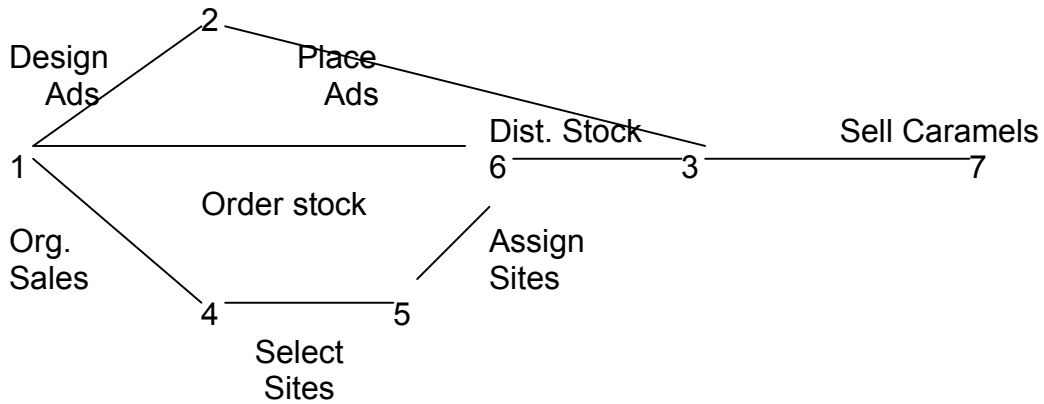 2
Design
Ads
Place
Ads
Dist. Stock
Sell Caramels
1
6
3
7
Order stock
Org.
Sales
Assign
Sites
4
5
Select
Sites